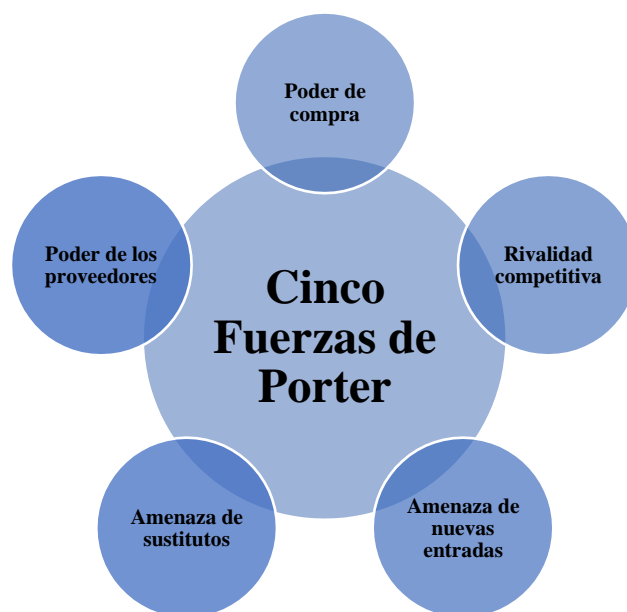 Poder de
compra
Poder de los
proveedores
Rivalidad
competitiva
Cinco
Fuerzas de
Porter
Amenaza de
sustitutos
Amenaza de
nuevas
entradas